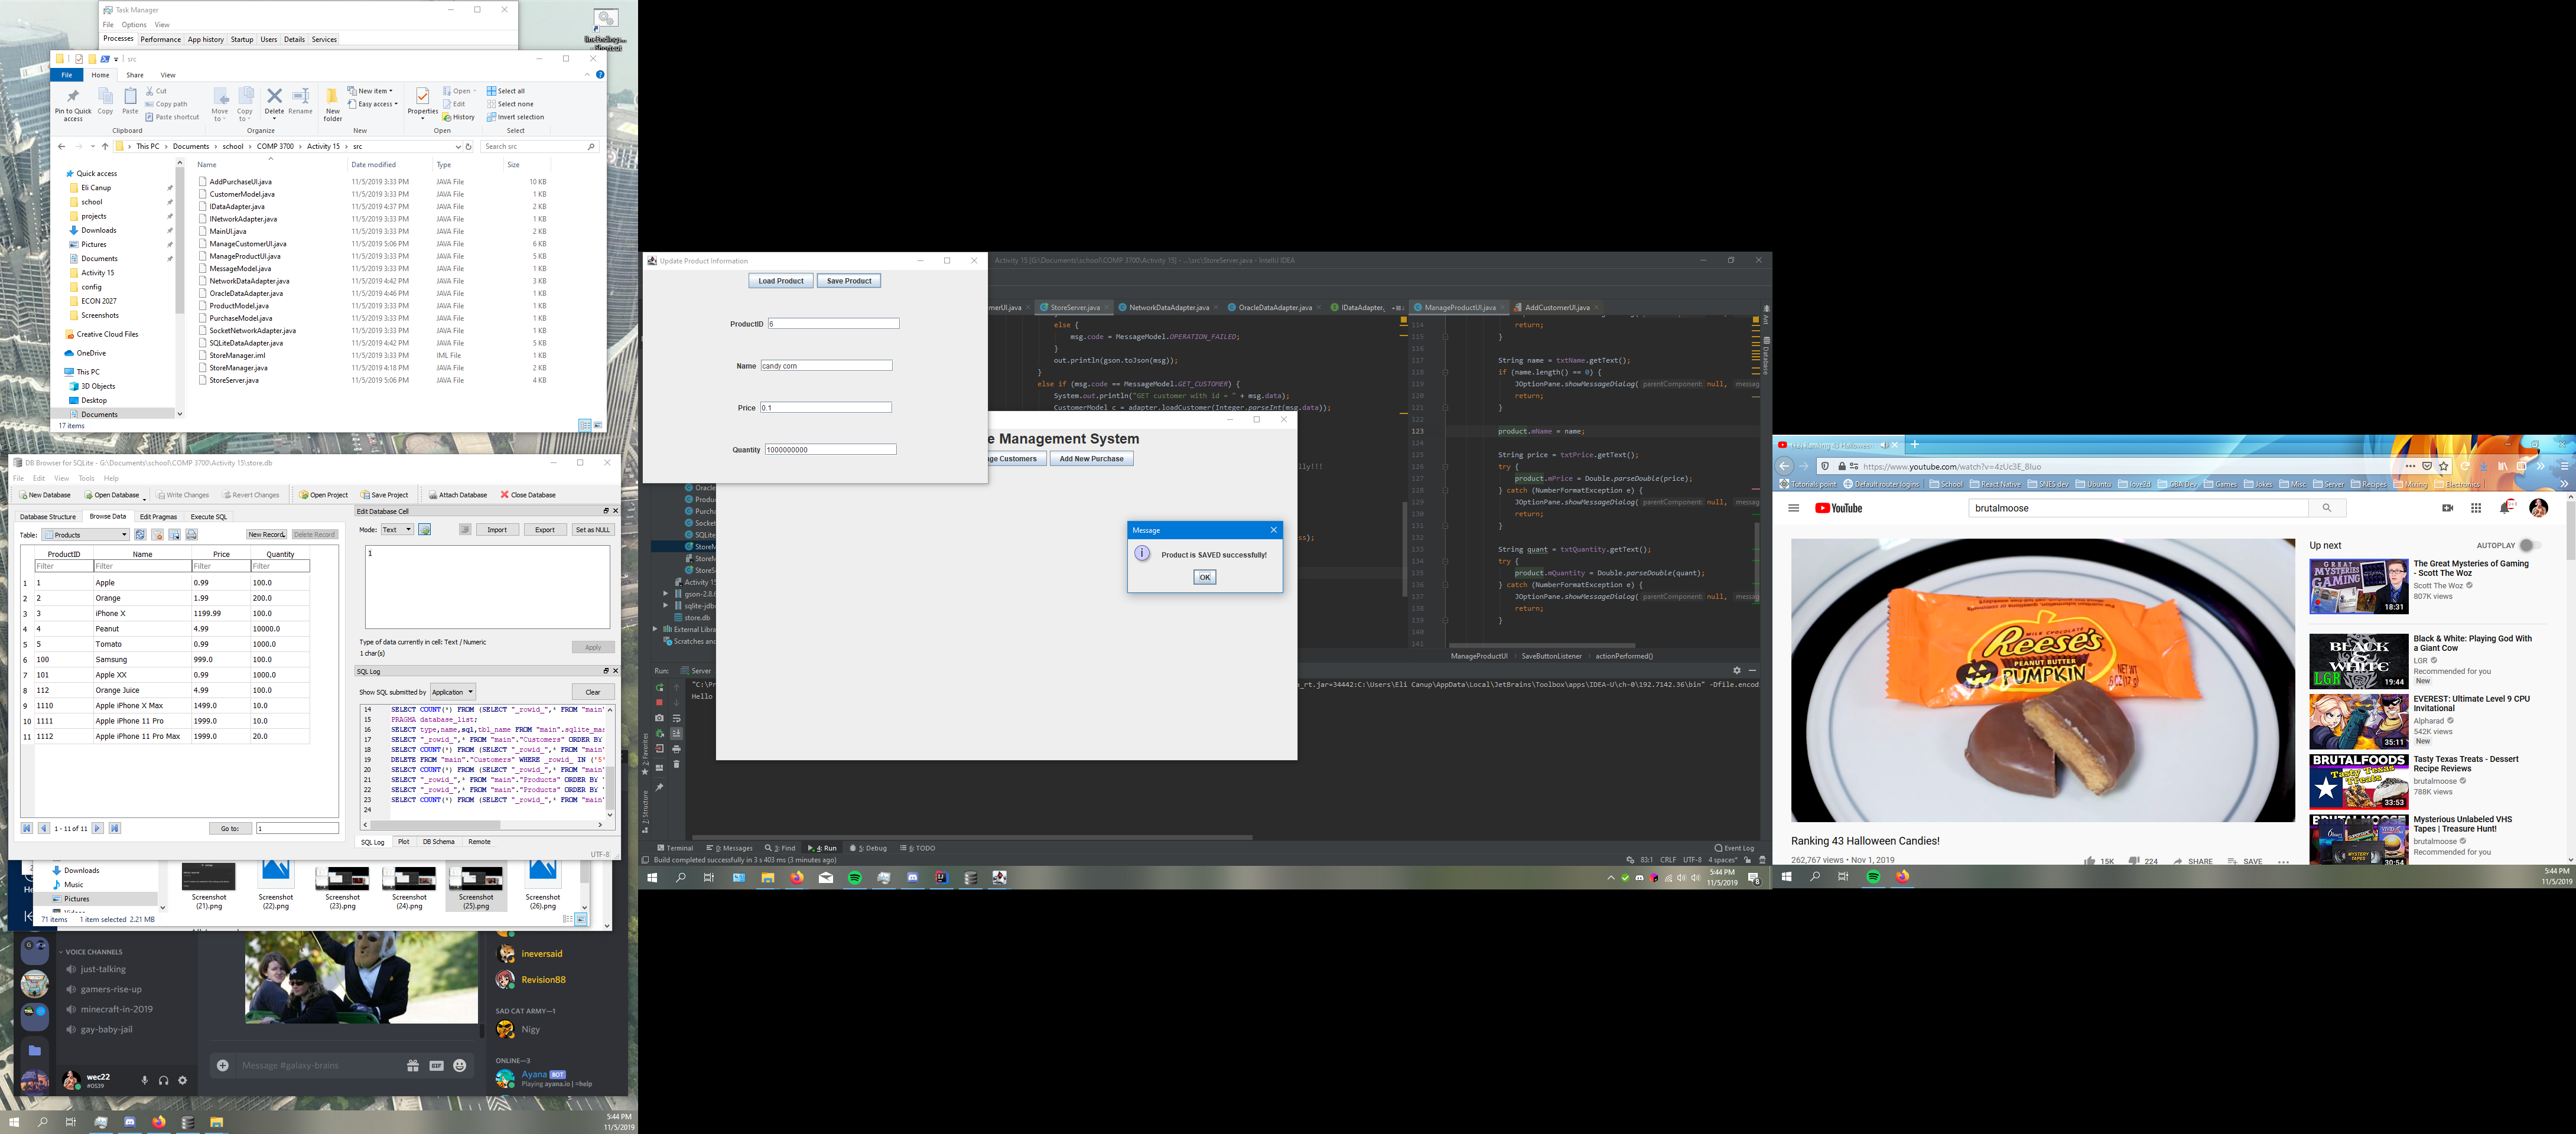 Task Manager
File Options View
Processes Performance App history Startup Users Details Services
src
File Home Share View
Pin to Quick access
Copy
Paste
Cut
Copy path
Paste shortcut
Move to
Copy to
Delete
Rename
New folder
New item
Easy access
Properties
Open
Edit
History
Select all
Select none
Invert selection
Clipboard Organize New Open Select
This PC > Documents > school > COMP 3700 > Activity 15 > src
Search src
Quick access
Eli Canup
school
projects
Downloads
Pictures
Documents
Activity 15
config
ECON 2027
Screenshots
Creative Cloud Files
OneDrive
This PC
3D Objects
Desktop
Documents
17 items
Name Date modified Type Size
AddPurchaseUI.java 11/5/2019 3:33 PM JAVA File 10 KB
CustomerModel.java 11/5/2019 3:33 PM JAVA File 1 KB
IDataAdapter.java 11/5/2019 4:37 PM JAVA File 2 KB
INetworkAdapter.java 11/5/2019 3:33 PM JAVA File 1 KB
MainUI.java 11/5/2019 3:33 PM JAVA File 2 KB
ManageCustomerUI.java 11/5/2019 5:06 PM JAVA File 6 KB
ManageProductUI.java 11/5/2019 3:33 PM JAVA File 5 KB
MessageModel.java 11/5/2019 3:33 PM JAVA File 1 KB
NetworkDataAdapter.java 11/5/2019 4:42 PM JAVA File 3 KB
OracleDataAdapter.java 11/5/2019 4:46 PM JAVA File 1 KB
ProductModel.java 11/5/2019 3:33 PM JAVA File 1 KB
PurchaseModel.java 11/5/2019 3:33 PM JAVA File 1 KB
SocketNetworkAdapter.java 11/5/2019 3:33 PM JAVA File 1 KB
SQLiteDataAdapter.java 11/5/2019 4:42 PM JAVA File 5 KB
StoreManager.iml 11/5/2019 3:33 PM IML File 1 KB
StoreManager.java 11/5/2019 4:18 PM JAVA File 2 KB
StoreServer.java 11/5/2019 5:06 PM JAVA File 4 KB
DB Browser for SQLite - G:\Documents\school\COMP 3700\Activity 15\store.db
File Edit View Tools Help
New Database Open Database Write Changes Revert Changes Open Project Save Project Attach Database Close Database
Database Structure Browse Data Edit Pragmas Execute SQL
Table: Products New Record Delete Record
ProductID Name Price Quantity
Filter Filter Filter Filter
1 1 Apple 0.99 100.0
2 2 Orange 1.99 200.0
3 3 iPhone X 1199.99 100.0
4 4 Peanut 4.99 10000.0
5 5 Tomato 0.99 1000.0
6 100 Samsung 999.0 100.0
7 101 Apple XX 0.99 1000.0
8 112 Orange Juice 4.99 100.0
9 1110 Apple iPhone X Max 1499.0 10.0
10 1111 Apple iPhone 11 Pro 1999.0 10.0
11 1112 Apple iPhone 11 Pro Max 1999.0 20.0
1 - 11 of 11
Go to: 1
Edit Database Cell
Mode: Text Import Export Set as NULL
1
Type of data currently in cell: Text / Numeric
1 char(s)
Apply
SQL Log
Show SQL submitted by Application Clear
14 SELECT COUNT(*) FROM (SELECT "_rowid_",* FROM "main"
15 PRAGMA database_list;
16 SELECT type,name,sql,tbl_name FROM "main".sqlite_mas
17 SELECT "_rowid_",* FROM "main"."Customers" ORDER BY
18 SELECT COUNT(*) FROM (SELECT "_rowid_",* FROM "main"
19 DELETE FROM "main"."Customers" WHERE _rowid_ IN ('5'
20 SELECT COUNT(*) FROM (SELECT "_rowid_",* FROM "main"
21 SELECT "_rowid_",* FROM "main"."Products" ORDER BY
22 SELECT "_rowid_",* FROM "main"."Products" ORDER BY
23 SELECT COUNT(*) FROM (SELECT "_rowid_",* FROM "main"
24
SQL Log Plot DB Schema Remote
UTF-8
Downloads
Music
Pictures
Screenshot (21).png
Screenshot (22).png
Screenshot (23).png
Screenshot (24).png
Screenshot (25).png
Screenshot (26).png
71 items 1 item selected 2.21 MB
VOICE CHANNELS
just-talking
gamers-rise-up
minecraft-in-2019
gay-baby-jail
wec22
#0539
Message #galaxy-brains
GIF
ineversaid
Revision88
SAD CAT ARMY—1
Nigy
ONLINE—3
Ayana BOT
Playing ayana.io | =help
5:44 PM
11/5/2019
Update Product Information
Load Product Save Product
ProductID 6
Name candy corn
Price 0.1
Quantity 1000000000
Activity 15 [G:\Documents\school\COMP 3700\Activity 15] - ...\src\StoreServer.java - IntelliJ IDEA
merUI.java StoreServer.java NetworkDataAdapter.java OracleDataAdapter.java IDataAdapter. ManageProductUI.java AddCustomerUI.java
else {
msg.code = MessageModel.OPERATION_FAILED;
}
out.println(gson.toJson(msg));
}
else if (msg.code == MessageModel.GET_CUSTOMER) {
System.out.println("GET customer with id = " + msg.data);
CustomerModel c = adapter.loadCustomer(Integer.parseInt(msg.data));
114 return;
115 }
116
117 String name = txtName.getText();
118 if (name.length() == 0) {
119 JOptionPane.showMessageDialog( parentComponent: null, messag
120 return;
121 }
122
123 product.mName = name;
124
125 String price = txtPrice.getText();
126 try {
127 product.mPrice = Double.parseDouble(price);
128 } catch (NumberFormatException e) {
129 JOptionPane.showMessageDialog( parentComponent: null, messag
130 return;
131 }
132
133 String quant = txtQuantity.getText();
134 try {
135 product.mQuantity = Double.parseDouble(quant);
136 } catch (NumberFormatException e) {
137 JOptionPane.showMessageDialog( parentComponent: null, messag
138 return;
139 }
140
141
ManageProductUI SaveButtonListener actionPerformed()
e Management System
ge Customers Add New Purchase
lly!!!
ss);
Message
Product is SAVED successfully!
OK
Oracle
Produc
Purcha
Socket
SQLite
StoreM
StoreM
StoreS
Activity 15
gson-2.8.6
sqlite-jdbc
store.db
External Libra
Scratches and
Run: Server
"C:\Pr
Hello
a_rt.jar=34442:C:\Users\Eli Canup\AppData\Local\JetBrains\Toolbox\apps\IDEA-U\ch-0\192.7142.36\bin" -Dfile.encod
Ant
Database
2: Favorites
Z: Structure
Terminal 0: Messages 3: Find 4: Run 5: Debug 6: TODO Event Log
Build completed successfully in 3 s 403 ms (3 minutes ago)
83:1 CRLF UTF-8 4 spaces
5:44 PM
11/5/2019
8
Ranking 43 Hallowee
https://www.youtube.com/watch?v=4zUc3E_8Iuo
Tutorials point Default router logins School React Native SNES dev Ubuntu love2d GBA Dev Games Jokes Misc Server Recipes Mixing Electronics
YouTube
brutalmoose
MILK CHOCOLATE
Reese's
PEANUT BUTTER
PUMPKIN
Ranking 43 Halloween Candies!
262,767 views • Nov 1, 2019
15K 224 SHARE SAVE
Up next AUTOPLAY
GREAT MYSTERIES GAMING
18:31
The Great Mysteries of Gaming - Scott The Woz
Scott The Woz
807K views
BLACK & WHITE
LGR
19:44
Black & White: Playing God With a Giant Cow
LGR
Recommended for you
New
35:11
EVEREST: Ultimate Level 9 CPU Invitational
Alpharad
542K views
New
BRUTALFOODS
Tasty Texas Treats
33:53
Tasty Texas Treats - Dessert Recipe Reviews
brutalmoose
788K views
BRUTALMOOSE
MYSTERY TAPES
30:54
Mysterious Unlabeled VHS Tapes | Treasure Hunt!
brutalmoose
Recommended for you
5:44 PM
11/5/2019